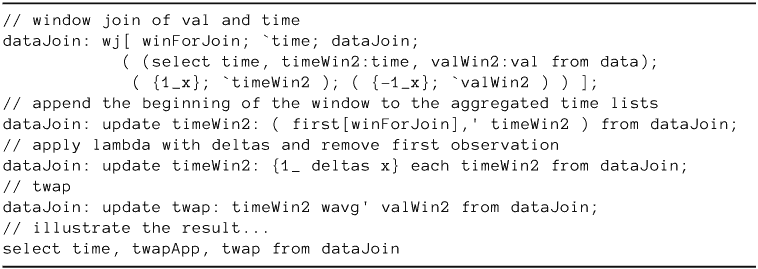 // window join of val and time
dataJoin: wj[ winForJoin; `time; dataJoin;
( (select time, timeWin2:time, valWin2:val from data);
( {1_x}; `timeWin2 ); ( {-1_x}; `valWin2 ) ) ];
// append the beginning of the window to the aggregated time lists
dataJoin: update timeWin2: ( first[winForJoin],' timeWin2 ) from dataJoin;
// apply lambda with deltas and remove first observation
dataJoin: update timeWin2: {1_ deltas x} each timeWin2 from dataJoin;
// twap
dataJoin: update twap: timeWin2 wavg' valWin2 from dataJoin;
// illustrate the result...
select time, twapApp, twap from dataJoin